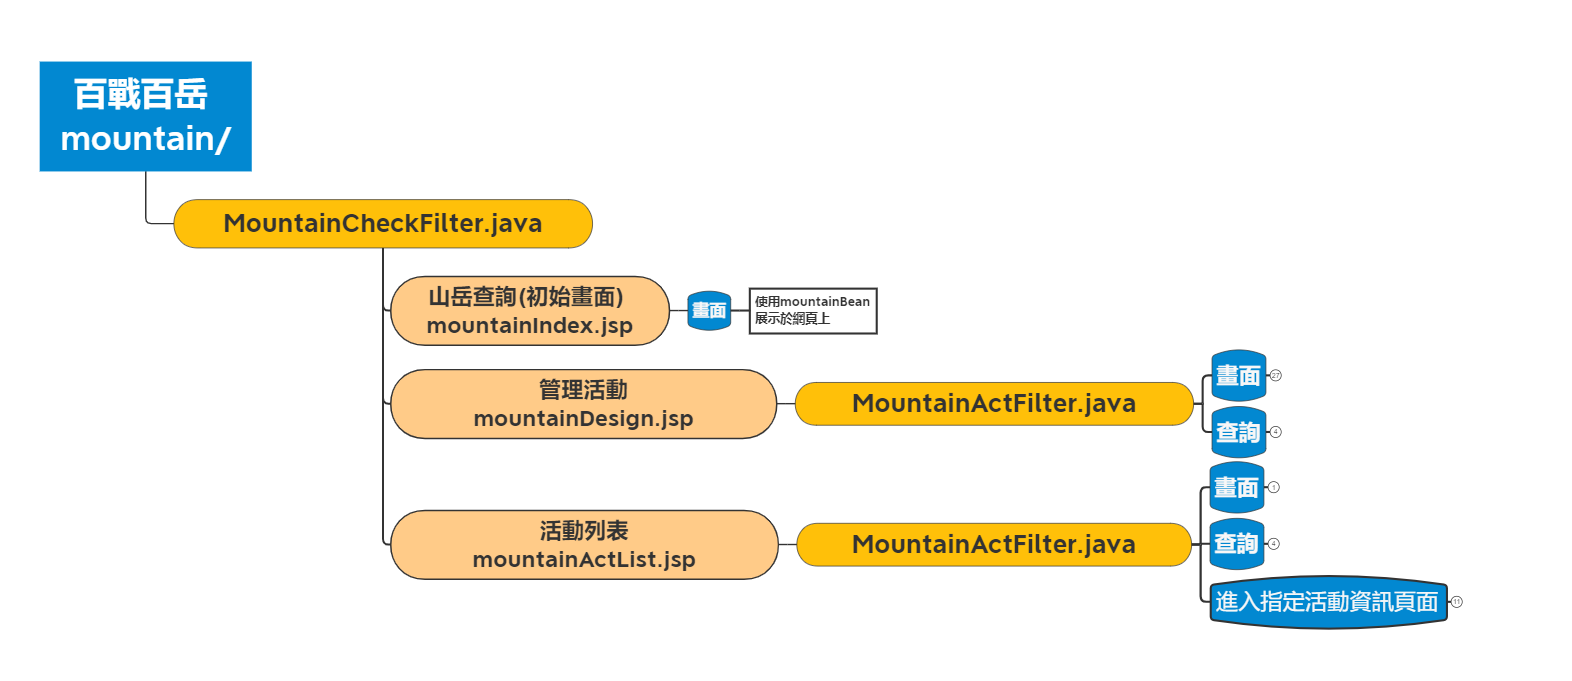 百戰百岳
mountain/
MountainCheckFilter.java
山岳查詢(初始畫面)
mountainIndex.jsp
畫面
使用mountainBean
展示於網頁上
管理活動
mountainDesign.jsp
MountainActFilter.java
畫面
27
查詢
4
活動列表
mountainActList.jsp
MountainActFilter.java
畫面
1
查詢
4
進入指定活動資訊頁面
11